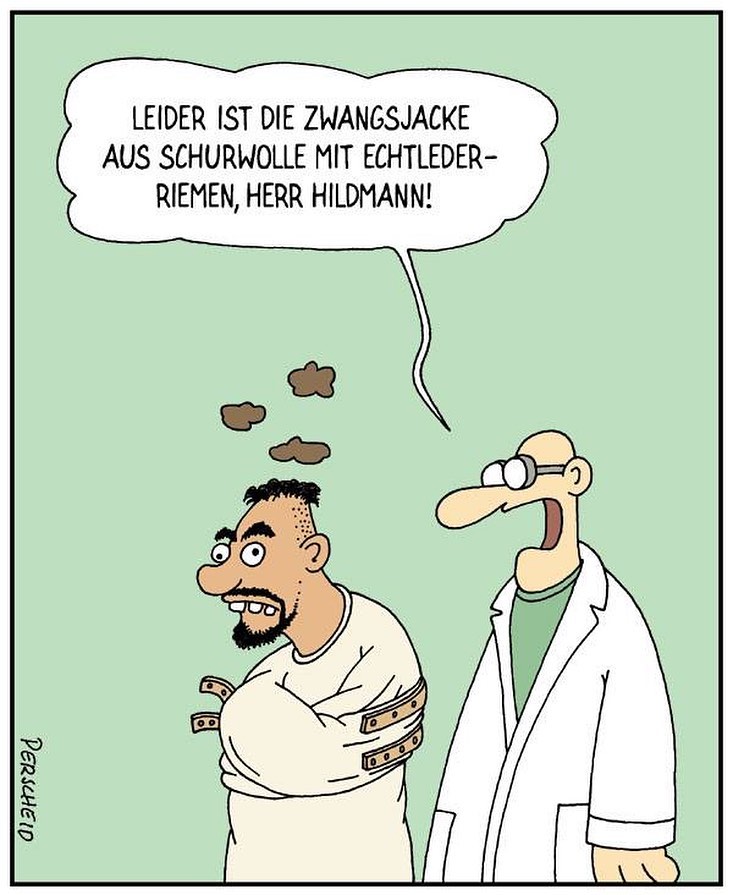 LEIDER IST DIE ZWANGSJACKE
AUS SCHURWOLLE MIT ECHTLEDER-
RIEMEN, HERR HILDMANN!
PERSCHEID